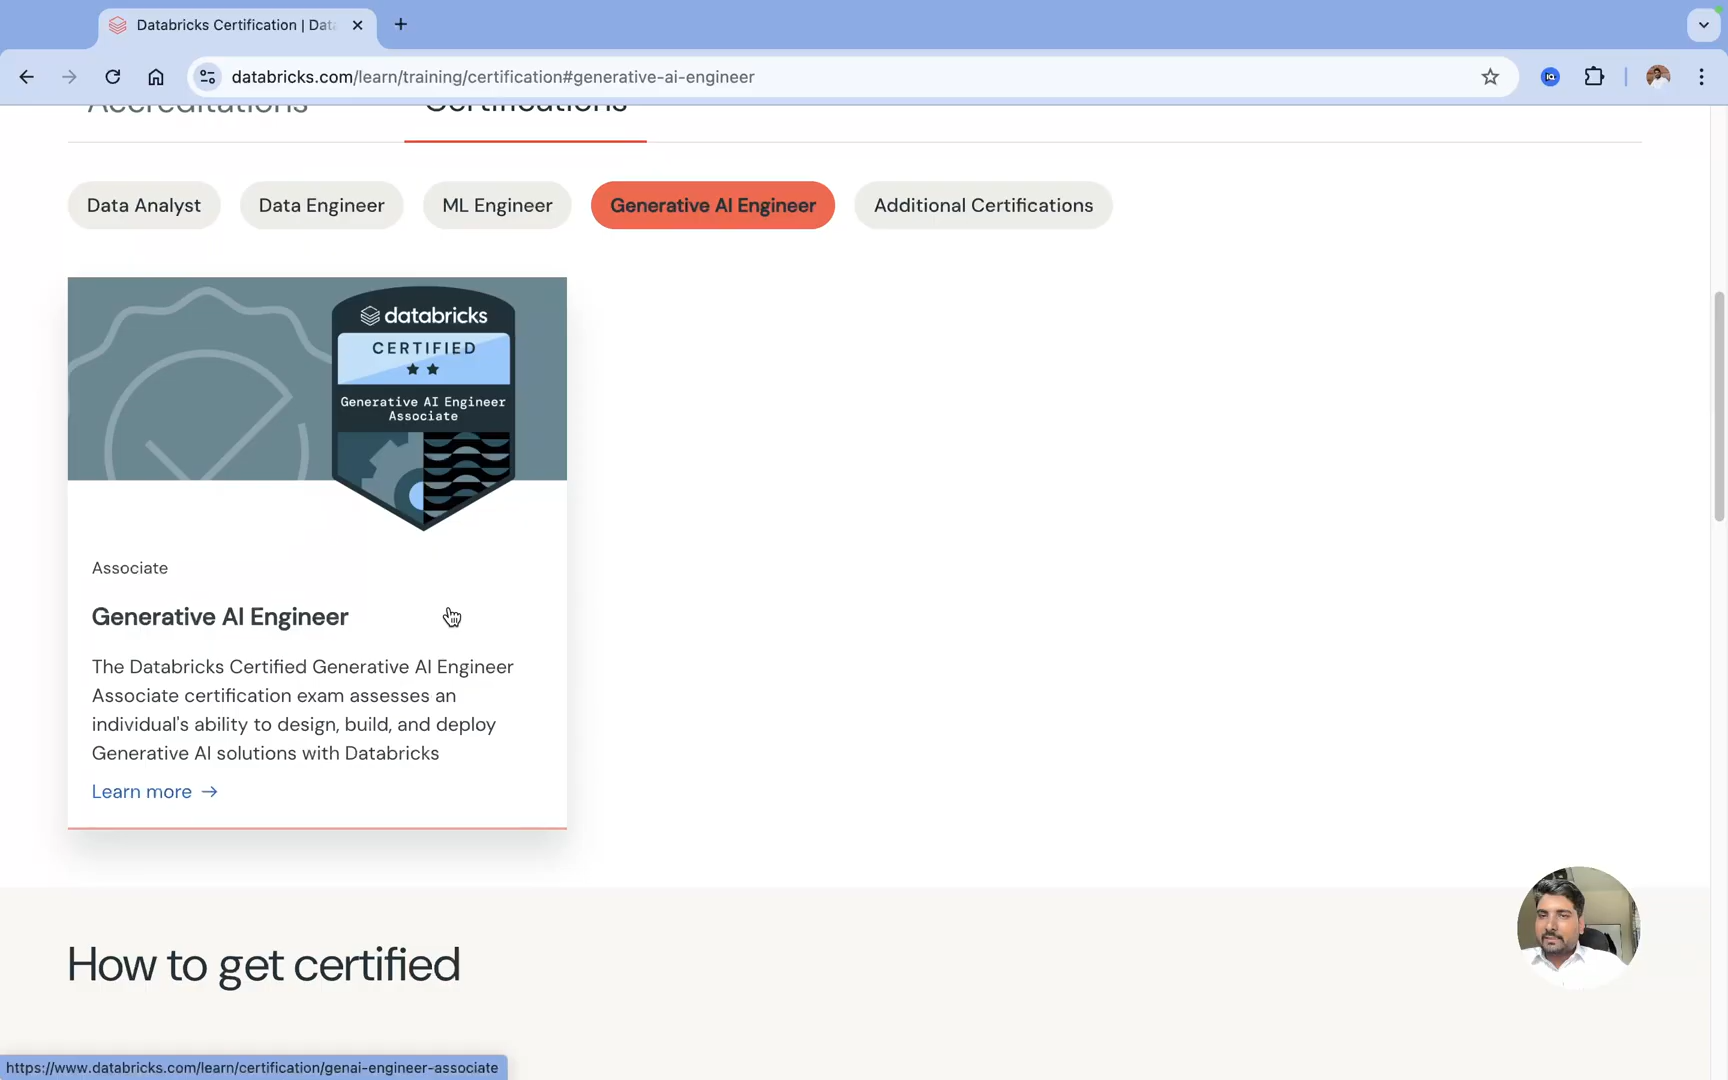 Databricks Certification | Dat
databricks.com/learn/training/certification#generative-ai-engineer
Accreditations
Certifications
Data Analyst
Data Engineer
ML Engineer
Generative AI Engineer
Additional Certifications
databricks
CERTIFIED
Generative AI Engineer
Associate
Associate
Generative AI Engineer
The Databricks Certified Generative AI Engineer
Associate certification exam assesses an
individual's ability to design, build, and deploy
Generative AI solutions with Databricks
Learn more →
How to get certified
https://www.databricks.com/learn/certification/genai-engineer-associate